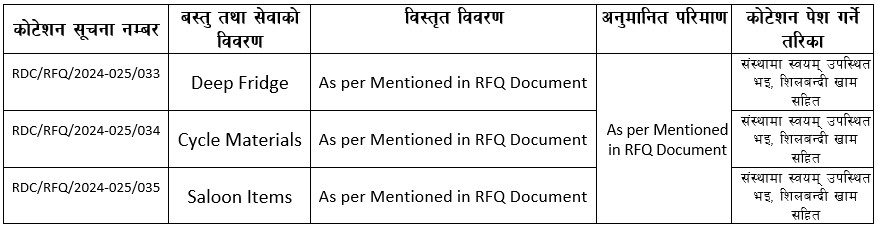 कोटेशन सूचना नम्बर
बस्तु तथा सेवाको
विवरण
विस्तृत विवरण
अनुमानित परिमाण
कोटेशन पेश गर्ने
तरिका
RDC/RFQ/2024-025/033
Deep Fridge
As per Mentioned in RFQ Document
As per Mentioned
in RFQ Document
संस्थामा स्वयम् उपस्थित
भइ, शिलबन्दी खाम
सहित
RDC/RFQ/2024-025/034
Cycle Materials
As per Mentioned in RFQ Document
संस्थामा स्वयम् उपस्थित
भइ, शिलबन्दी खाम
सहित
RDC/RFQ/2024-025/035
Saloon Items
As per Mentioned in RFQ Document
संस्थामा स्वयम् उपस्थित
भइ, शिलबन्दी खाम
सहित